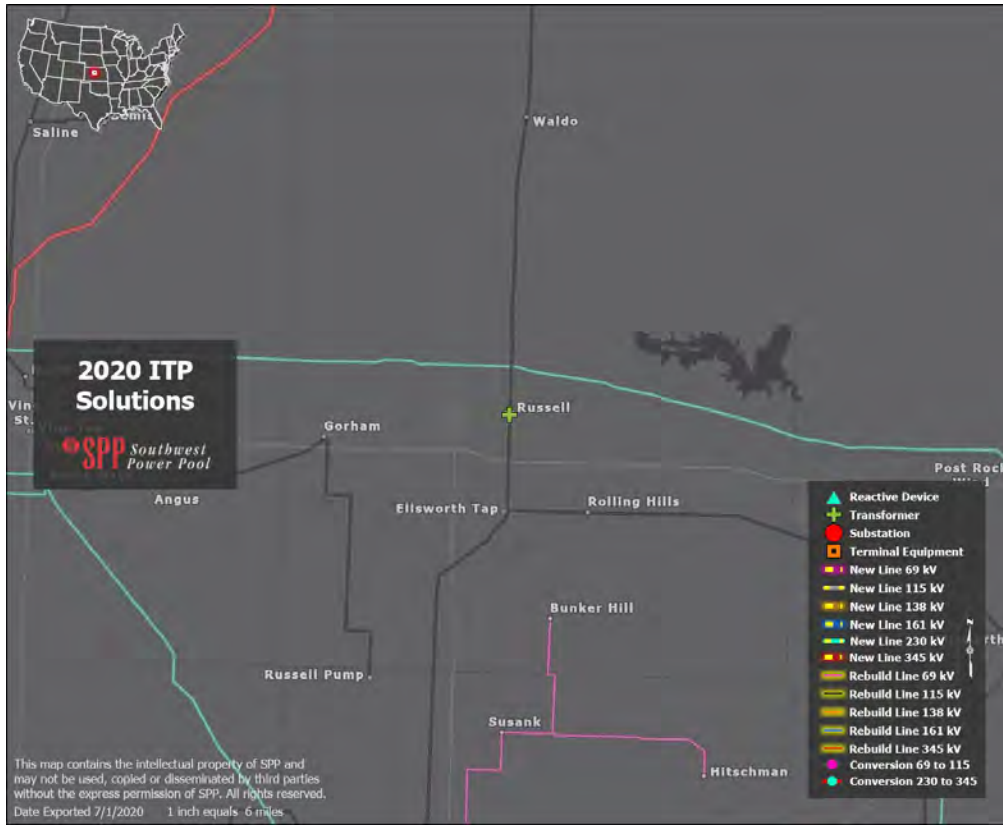 Saline
Waldo
2020 ITP
Solutions
SPP Southwest
Power Pool
Vin
St.
Russell
Gorham
Angus
Ellsworth Tap
Rolling Hills
Post Rock
Bunker Hill
Russell Pump
Susank
Hitschman
Reactive Device
Transformer
Substation
Terminal Equipment
New Line 69 kV
New Line 115 kV
New Line 138 kV
New Line 161 kV
New Line 230 kV
New Line 345 kV
Rebuild Line 69 kV
Rebuild Line 115 kV
Rebuild Line 138 kV
Rebuild Line 161 kV
Rebuild Line 345 kV
Conversion 69 to 115
Conversion 230 to 345
N
This map contains the intellectual property of SPP and
may not be used, copied or disseminated by third parties
without the express permission of SPP. All rights reserved.
Date Exported 7/1/2020 1 inch equals 6 miles